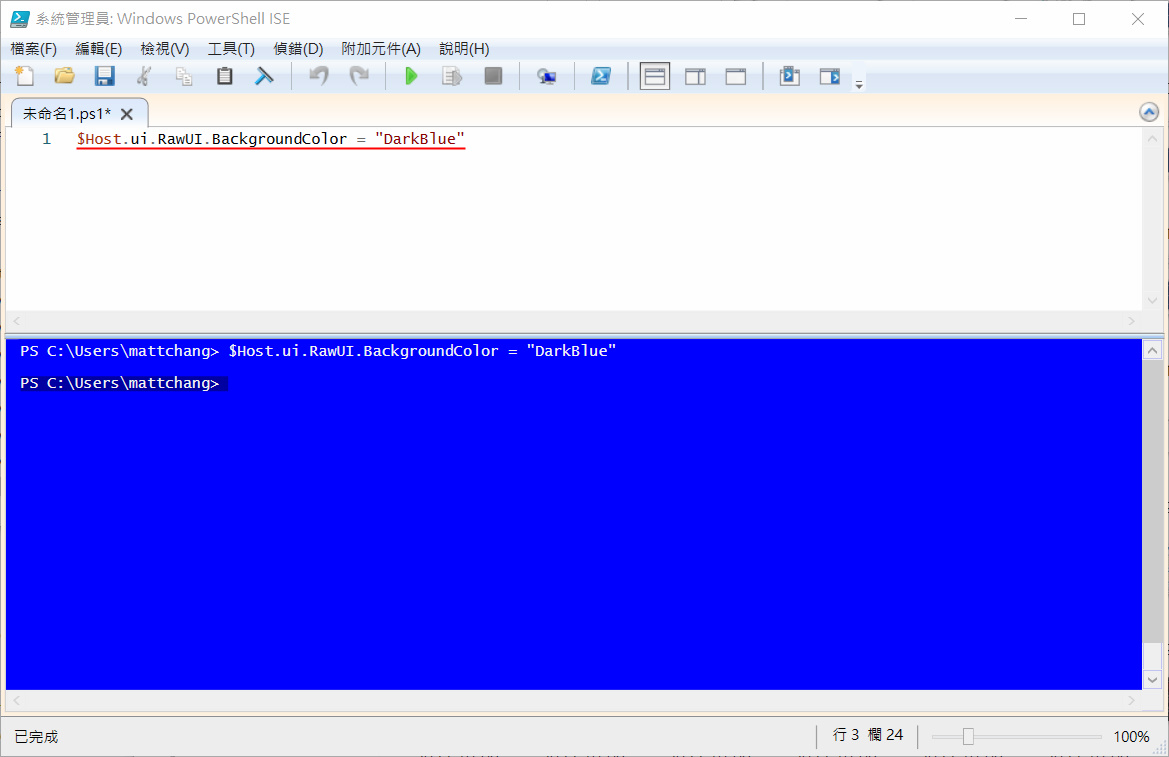 系統管理員: Windows PowerShell ISE
檔案(F) 編輯(E) 檢視(V) 工具(T) 偵錯(D) 附加元件(A) 說明(H)
未命名1.ps1*
1 $Host.ui.RawUI.BackgroundColor = "DarkBlue"
PS C:\Users\mattchang> $Host.ui.RawUI.BackgroundColor = "DarkBlue"
PS C:\Users\mattchang>
已完成 行 3 欄 24 100%